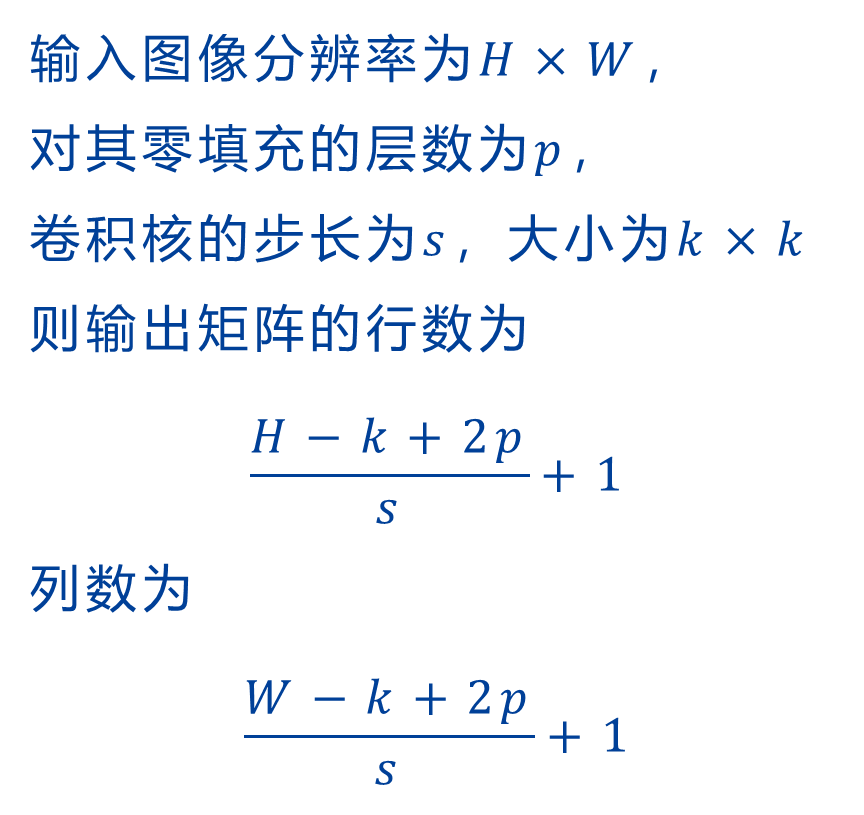 输入图像分辨率为H × W，
对其零填充的层数为p，
卷积核的步长为s，大小为k × k
则输出矩阵的行数为
H − k + 2p
s
+ 1
列数为
W − k + 2p
s
+ 1